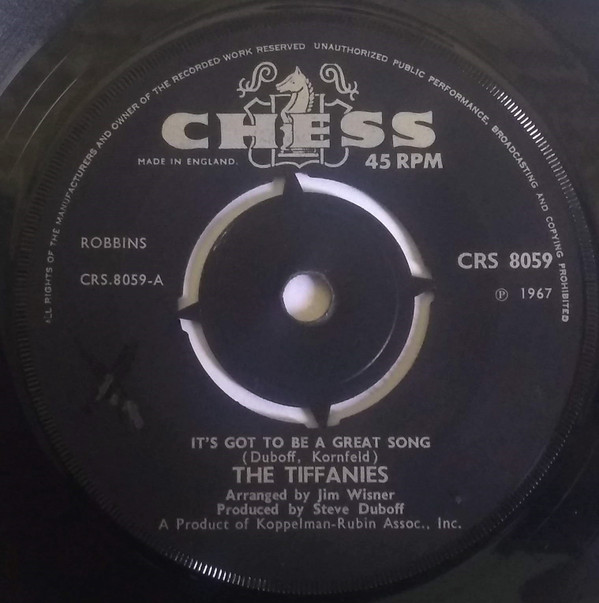 ALL RIGHTS OF THE MANUFACTURERS AND OWNER OF THE RECORDED WORK RESERVED UNAUTHORIZED PUBLIC PERFORMANCE, BROADCASTING AND COPYING PROHIBITED
CHESS
MADE IN ENGLAND.
45 RPM
ROBBINS
CRS.8059-A
CRS 8059
℗ 1967
IT'S GOT TO BE A GREAT SONG
(Duboff, Kornfeld)
THE TIFFANIES
Arranged by Jim Wisner
Produced by Steve Duboff
A Product of Koppelman-Rubin Assoc., Inc.